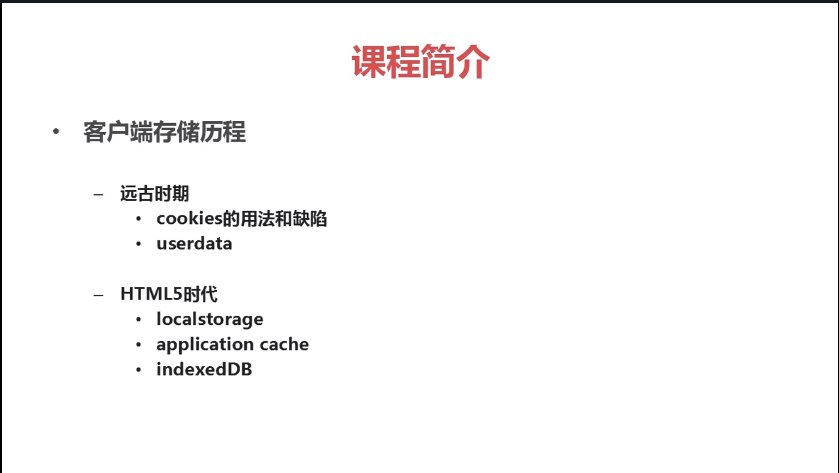 课程简介
• 客户端存储历程
– 远古时期
• cookies的用法和缺陷
• userdata
– HTML5时代
• localstorage
• application cache
• indexedDB